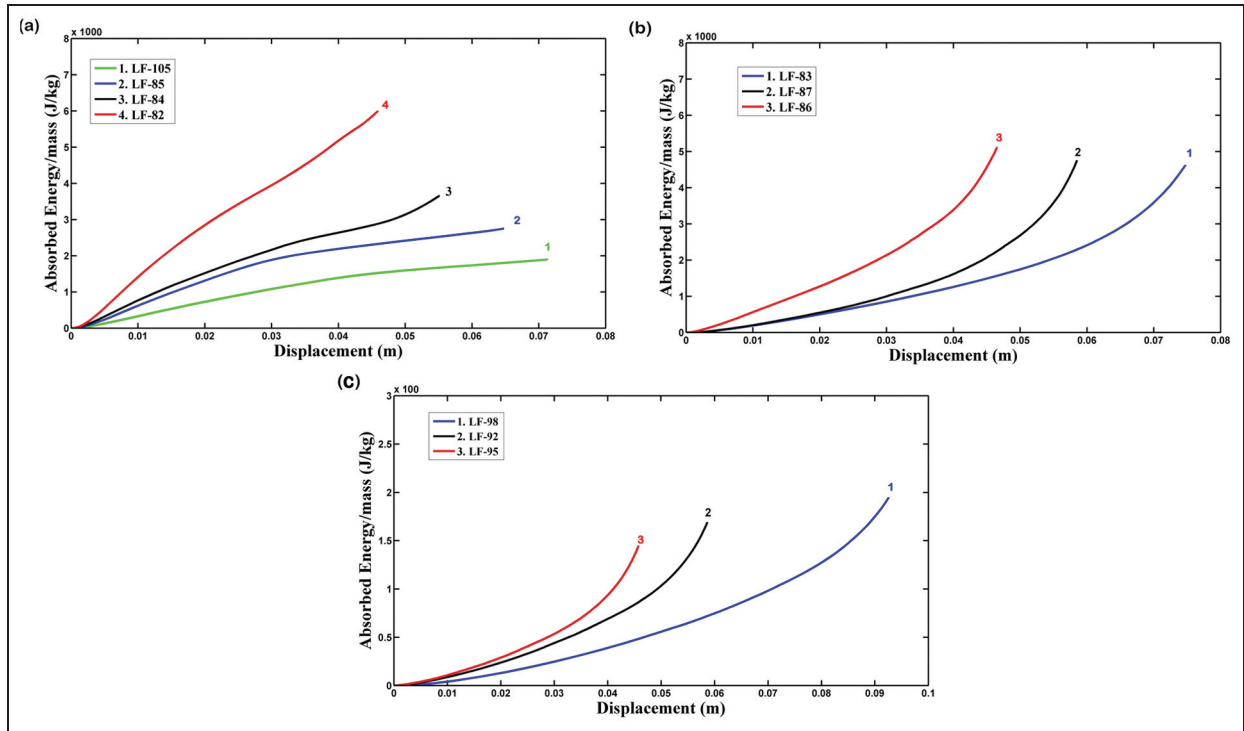 (a)
x 1000
8
7
6
5
4
3
2
1
0
Absorbed Energy/mass (J/kg)
1. LF-105
2. LF-85
3. LF-84
4. LF-82
4
3
2
1
0 0.01 0.02 0.03 0.04 0.05 0.06 0.07 0.08
Displacement (m)
(b)
x 1000
8
7
6
5
4
3
2
1
0
Absorbed Energy/mass (J/kg)
1. LF-83
2. LF-87
3. LF-86
3
2
1
0 0.01 0.02 0.03 0.04 0.05 0.06 0.07 0.08
Displacement (m)
(c)
x 100
3
2.5
2
1.5
1
0.5
0
Absorbed Energy/mass (J/kg)
1. LF-98
2. LF-92
3. LF-95
3
2
1
0 0.01 0.02 0.03 0.04 0.05 0.06 0.07 0.08 0.09 0.1
Displacement (m)